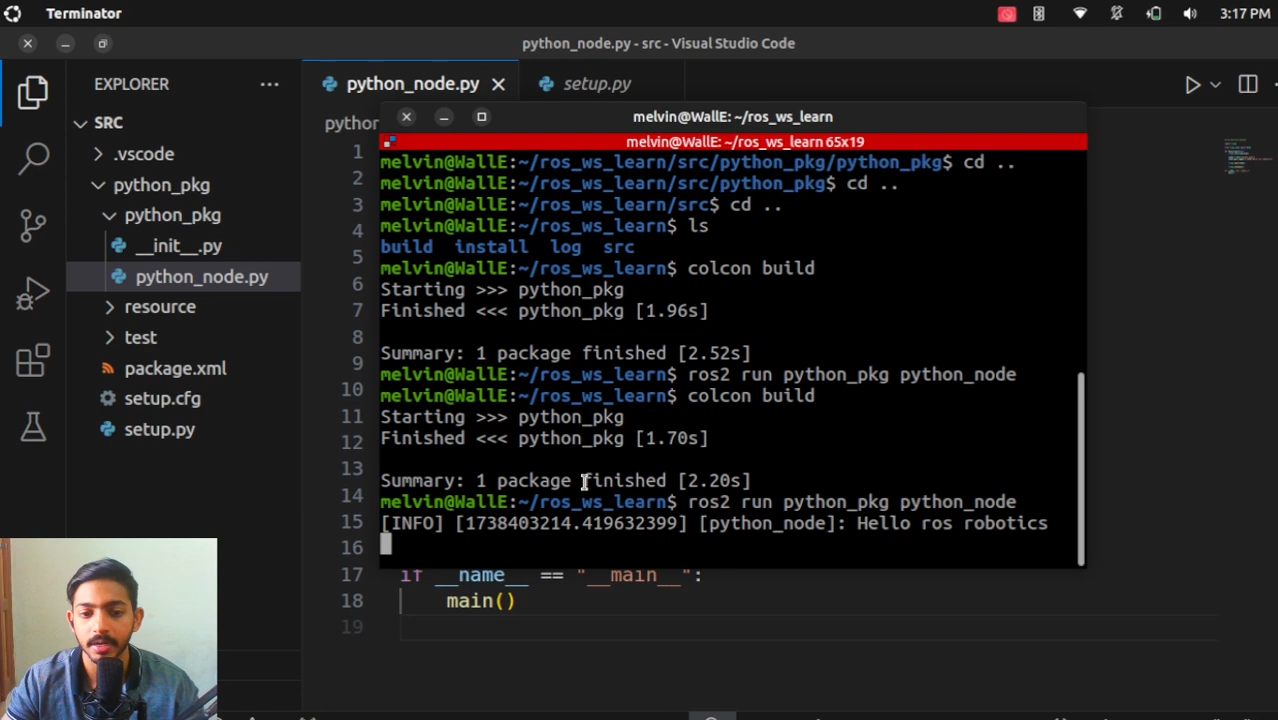 Terminator
3:17 PM
python_node.py - src - Visual Studio Code
EXPLORER
SRC
.vscode
python_pkg
python_pkg
__init__.py
python_node.py
resource
test
package.xml
setup.cfg
setup.py
python_node.py
setup.py
1
2
3
4
5
6
7
8
9
10
11
12
13
14
15
16
17 if __name__ == "__main__":
18 main()
19
melvin@WallE: ~/ros_ws_learn
melvin@WallE: ~/ros_ws_learn 65x19
melvin@WallE:~/ros_ws_learn/src/python_pkg/python_pkg$ cd ..
melvin@WallE:~/ros_ws_learn/src/python_pkg$ cd ..
melvin@WallE:~/ros_ws_learn/src$ cd ..
melvin@WallE:~/ros_ws_learn$ ls
build install log src
melvin@WallE:~/ros_ws_learn$ colcon build
Starting >>> python_pkg
Finished <<< python_pkg [1.96s]
Summary: 1 package finished [2.52s]
melvin@WallE:~/ros_ws_learn$ ros2 run python_pkg python_node
melvin@WallE:~/ros_ws_learn$ colcon build
Starting >>> python_pkg
Finished <<< python_pkg [1.70s]
Summary: 1 package finished [2.20s]
melvin@WallE:~/ros_ws_learn$ ros2 run python_pkg python_node
[INFO] [1738403214.419632399] [python_node]: Hello ros robotics